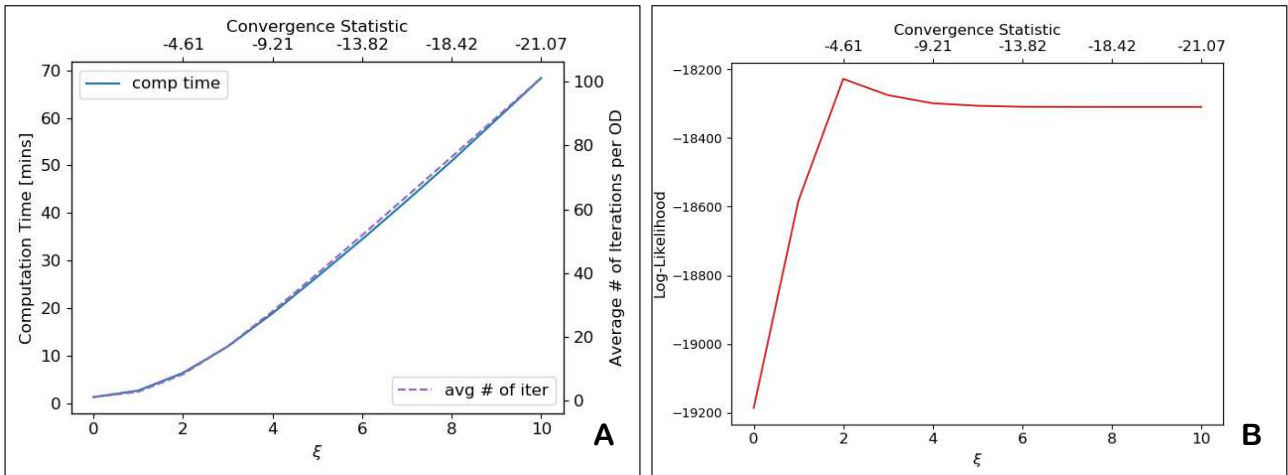 Convergence Statistic
-4.61 -9.21 -13.82 -18.42 -21.07
70
60
50
40
30
20
10
0
Computation Time [mins]
comp time
100
80
60
40
20
0
Average # of Iterations per OD
avg # of iter
0 2 4 6 8 10
ξ
A
Convergence Statistic
-4.61 -9.21 -13.82 -18.42 -21.07
−18200
−18400
−18600
−18800
−19000
−19200
Log-Likelihood
0 2 4 6 8 10
ξ
B